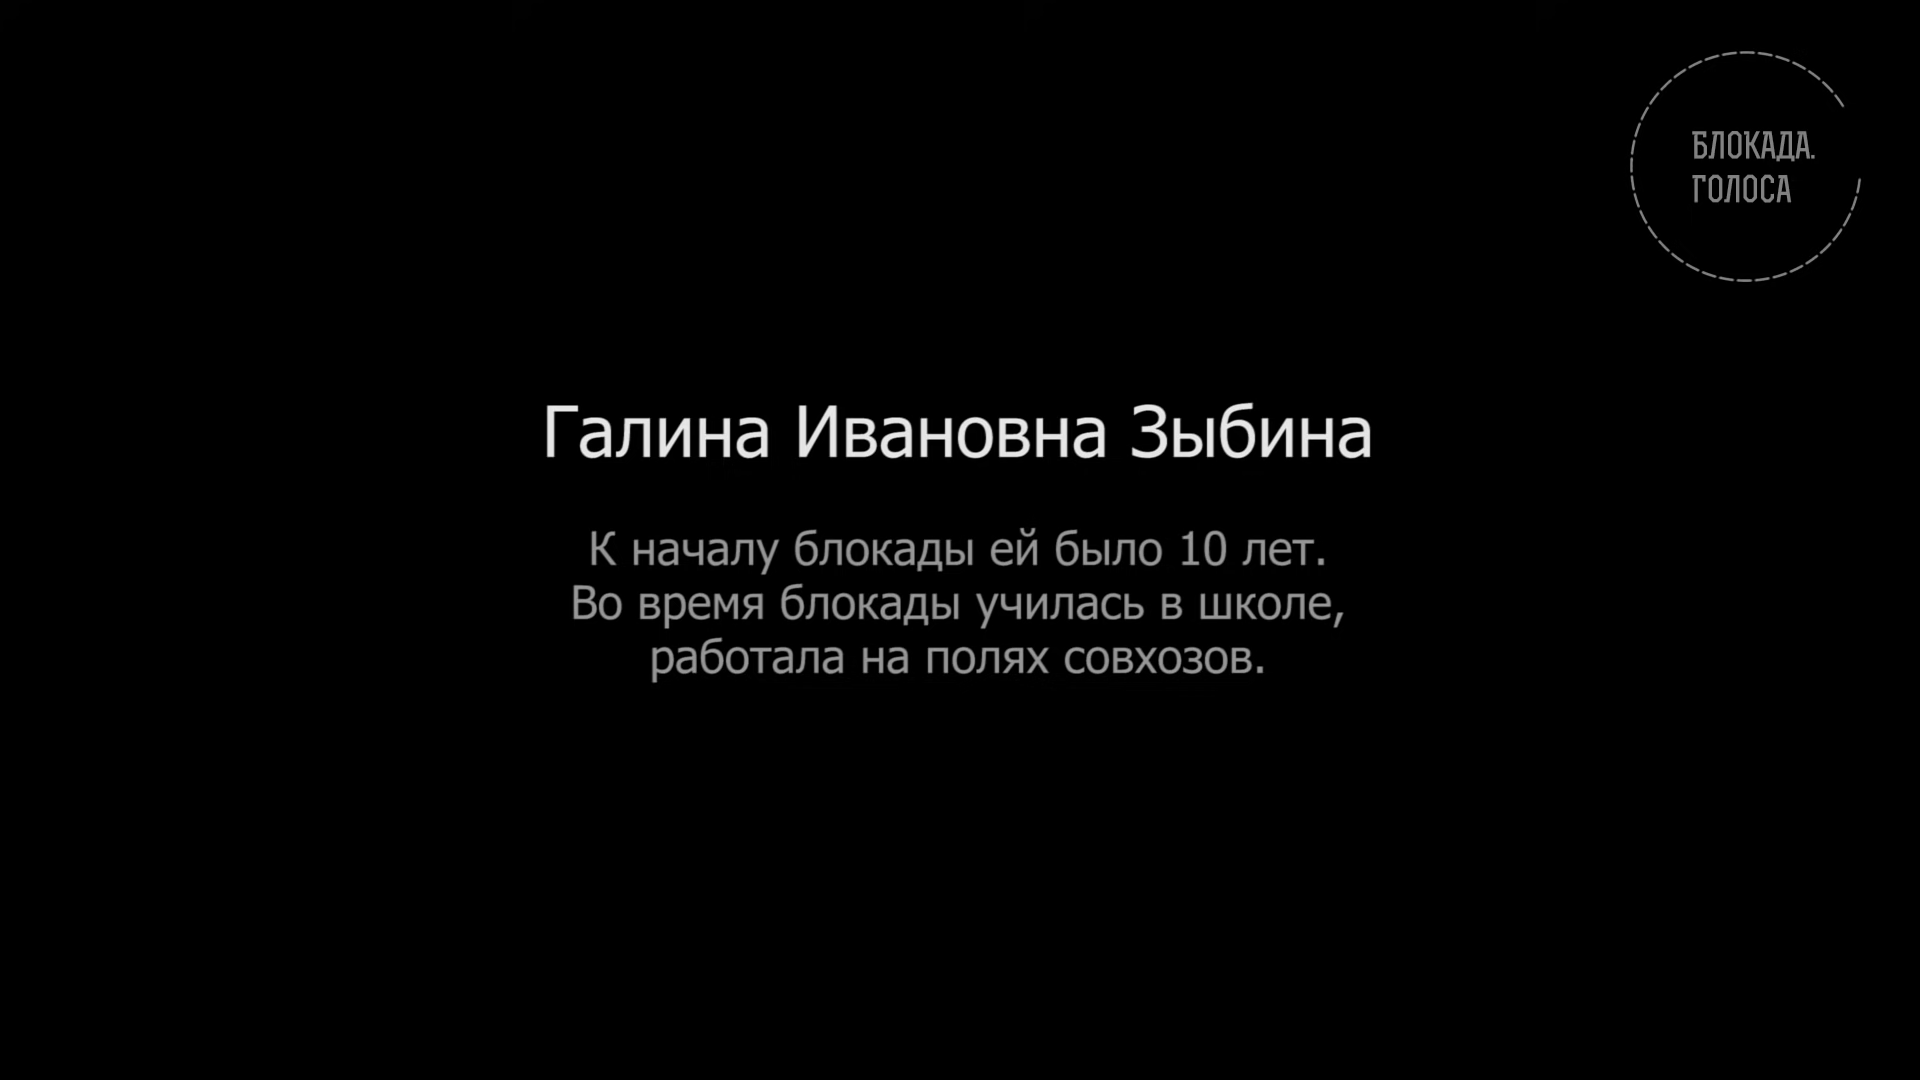 БЛОКАДА.
ГОЛОСА
Галина Ивановна Зыбина
К началу блокады ей было 10 лет.
Во время блокады училась в школе,
работала на полях совхозов.